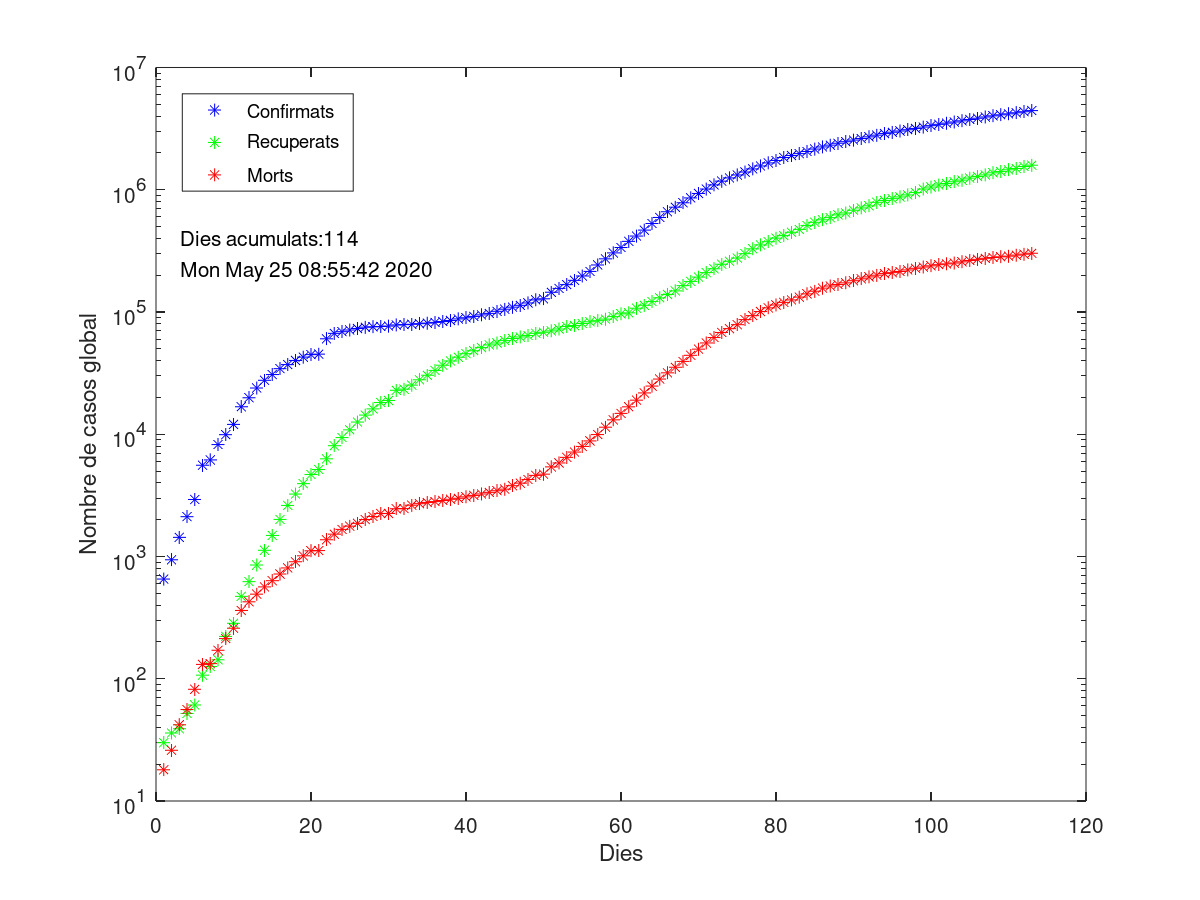 10^7
10^6
10^5
10^4
10^3
10^2
10^1
Confirmats
Recuperats
Morts
Dies acumulats:114
Mon May 25 08:55:42 2020
Nombre de casos global
0 20 40 60 80 100 120
Dies